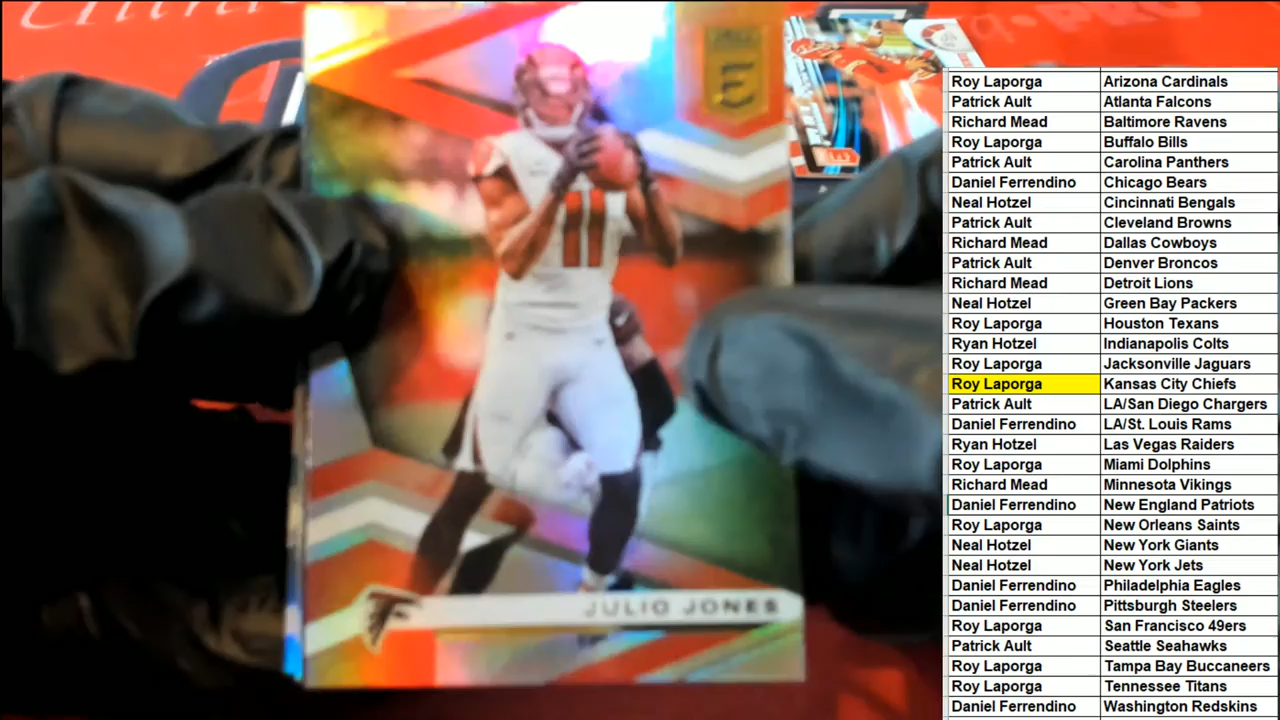 E
11
JULIO JONES
Roy Laporga Arizona Cardinals
Patrick Ault Atlanta Falcons
Richard Mead Baltimore Ravens
Roy Laporga Buffalo Bills
Patrick Ault Carolina Panthers
Daniel Ferrendino Chicago Bears
Neal Hotzel Cincinnati Bengals
Patrick Ault Cleveland Browns
Richard Mead Dallas Cowboys
Patrick Ault Denver Broncos
Richard Mead Detroit Lions
Neal Hotzel Green Bay Packers
Roy Laporga Houston Texans
Ryan Hotzel Indianapolis Colts
Roy Laporga Jacksonville Jaguars
Roy Laporga Kansas City Chiefs
Patrick Ault LA/San Diego Chargers
Daniel Ferrendino LA/St. Louis Rams
Ryan Hotzel Las Vegas Raiders
Roy Laporga Miami Dolphins
Richard Mead Minnesota Vikings
Daniel Ferrendino New England Patriots
Roy Laporga New Orleans Saints
Neal Hotzel New York Giants
Neal Hotzel New York Jets
Daniel Ferrendino Philadelphia Eagles
Daniel Ferrendino Pittsburgh Steelers
Roy Laporga San Francisco 49ers
Patrick Ault Seattle Seahawks
Roy Laporga Tampa Bay Buccaneers
Roy Laporga Tennessee Titans
Daniel Ferrendino Washington Redskins